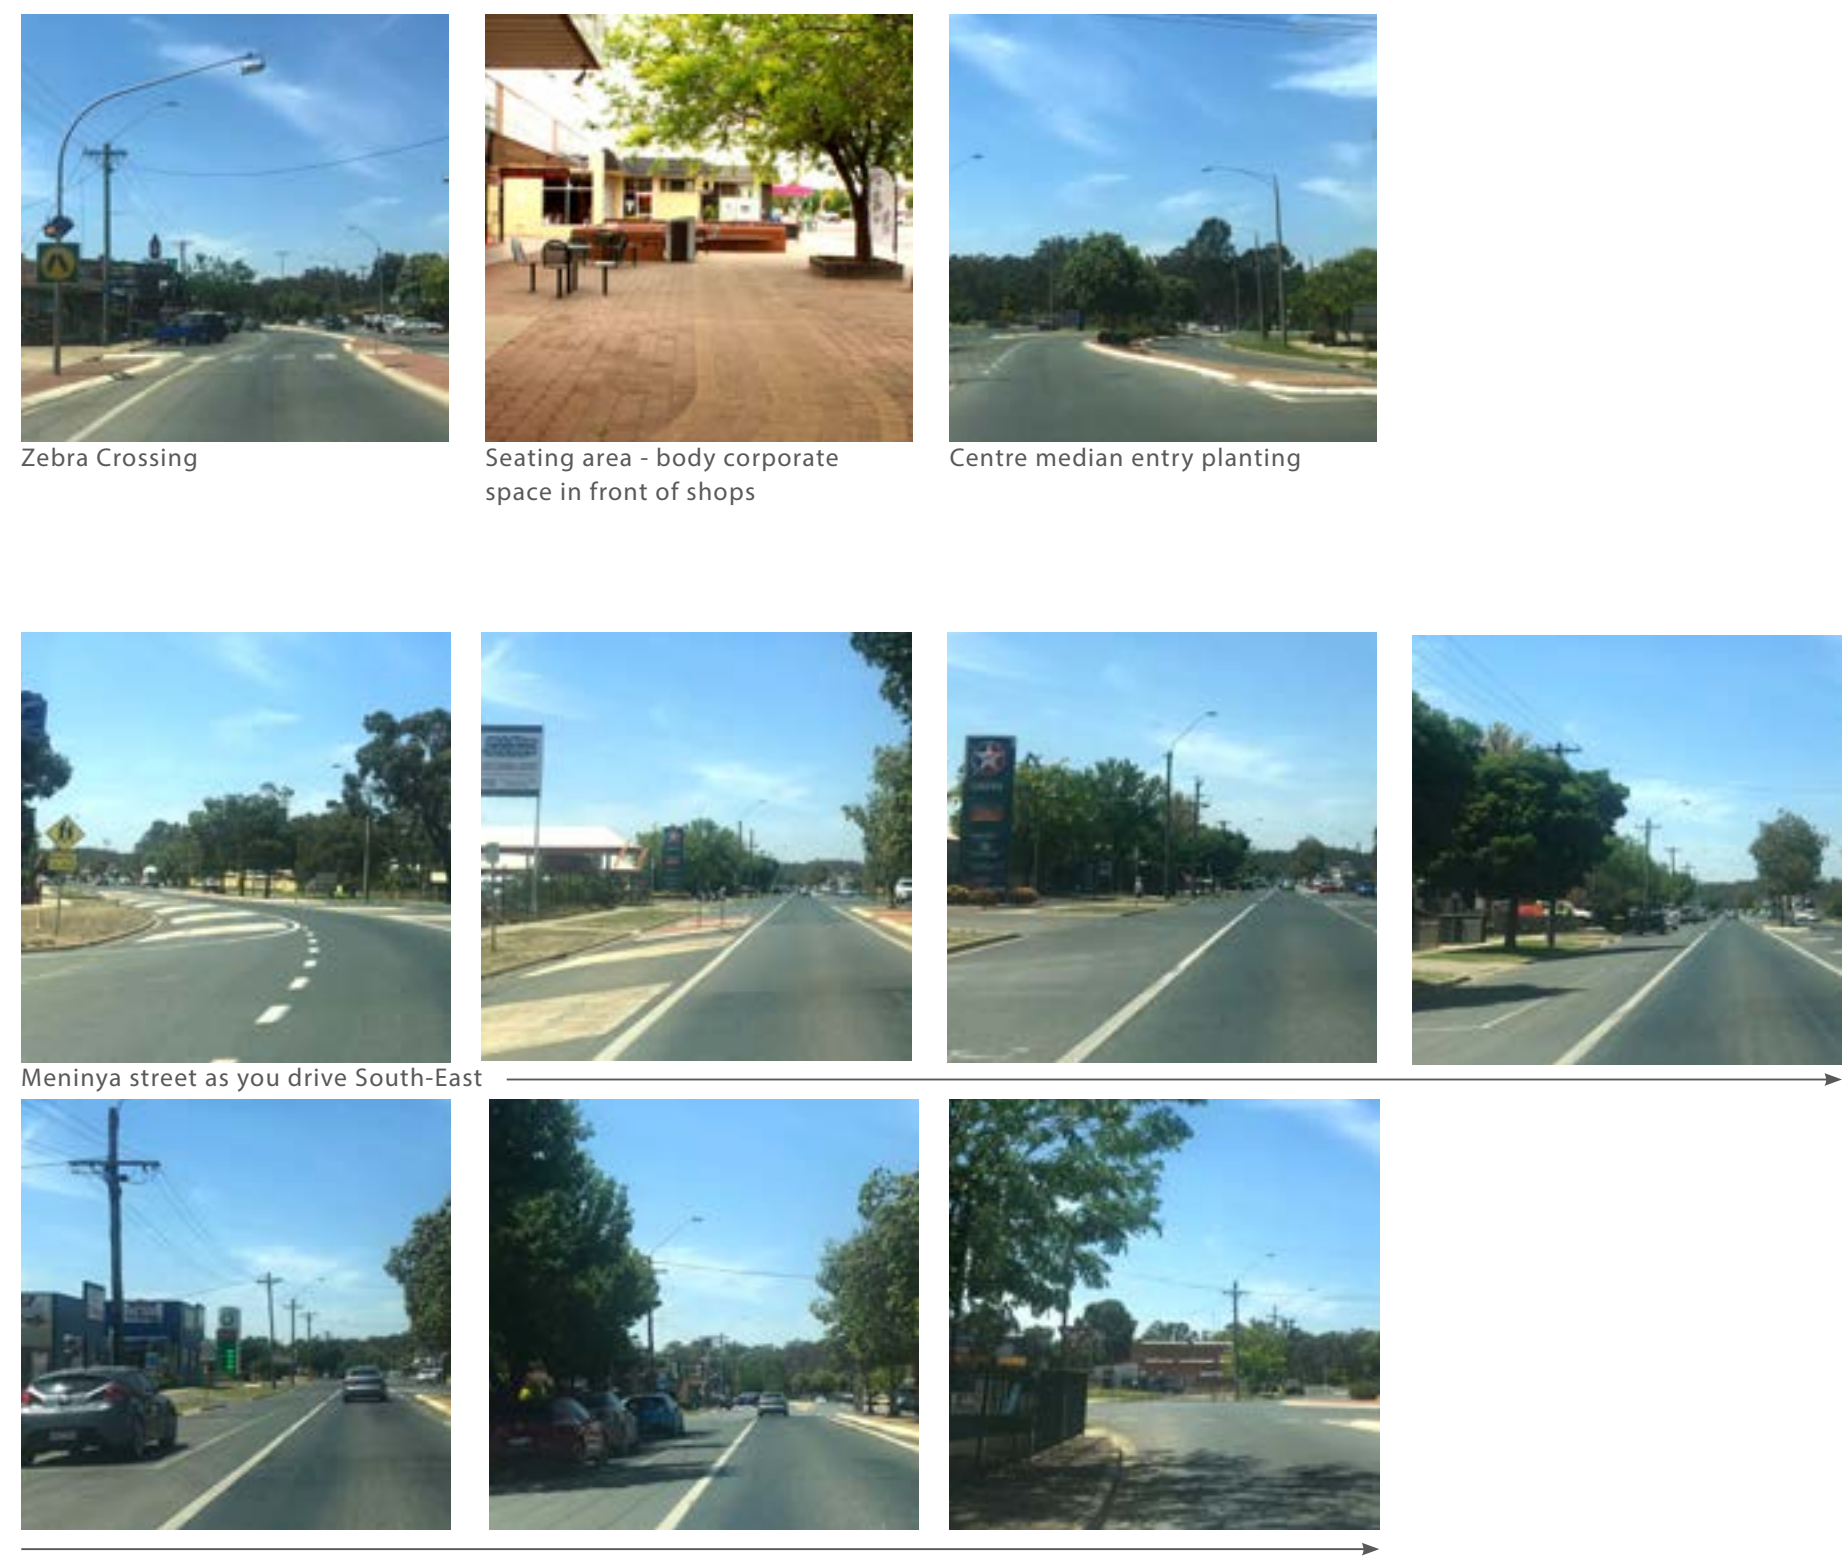 Zebra Crossing
Seating area - body corporate
space in front of shops
Centre median entry planting
Meninya street as you drive South-East